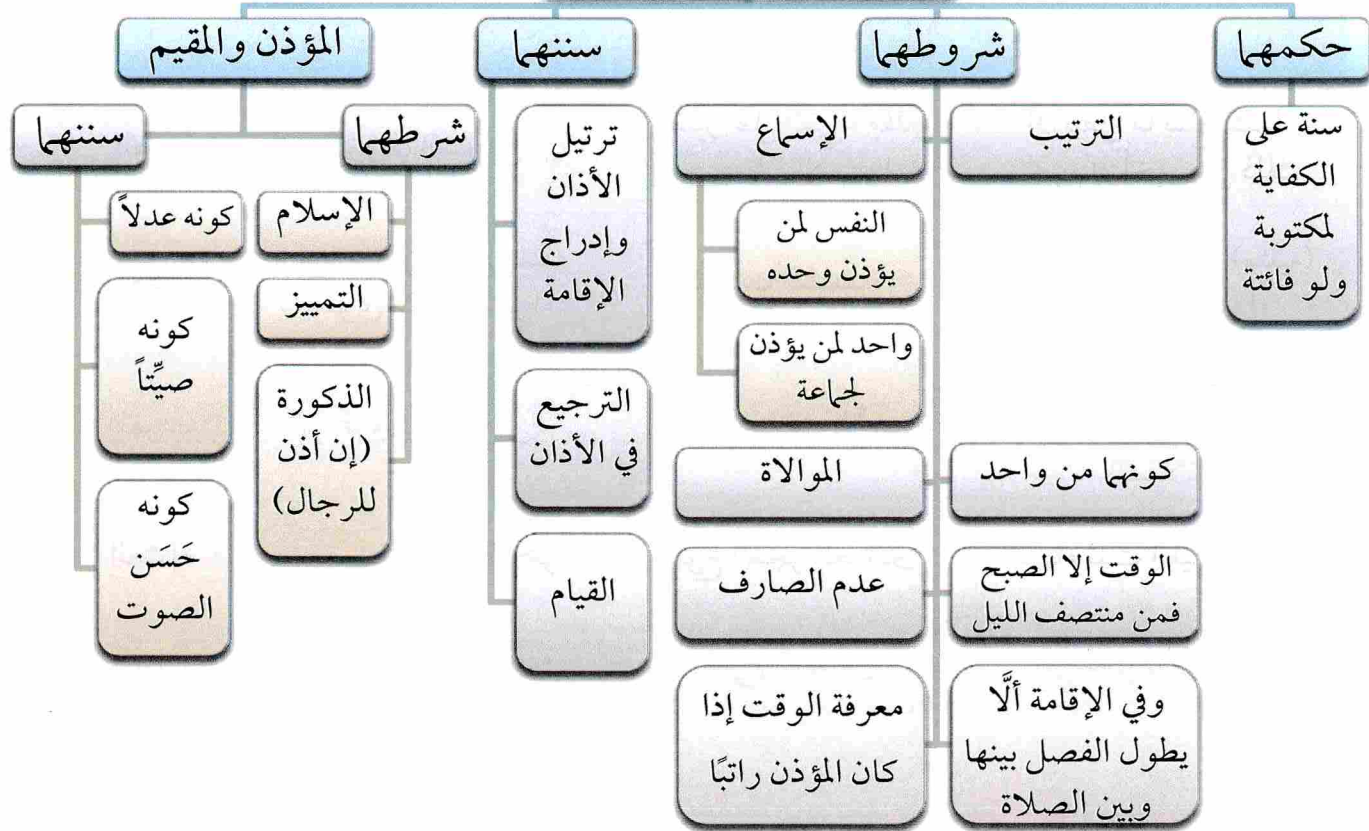 حكمهما
سنة على
الكفاية
لمكتوبة
ولو فائتة
شروطهما
الترتيب
الإسماع
النفس لمن
يؤذن وحده
واحد لمن يؤذن
لجماعة
كونهما من واحد
الموالاة
الوقت إلا الصبح
فمن منتصف الليل
عدم الصارف
وفي الإقامة ألَّا
يطول الفصل بينها
وبين الصلاة
معرفة الوقت إذا
كان المؤذن راتبًا
سننهما
ترتيل
الأذان
وإدراج
الإقامة
الترجيع
في الأذان
القيام
المؤذن والمقيم
شرطهما
الإسلام
التمييز
الذكورة
(إن أذن
للرجال)
سننهما
كونه عدلاً
كونه
صيِّتاً
كونه
حَسَن
الصوت